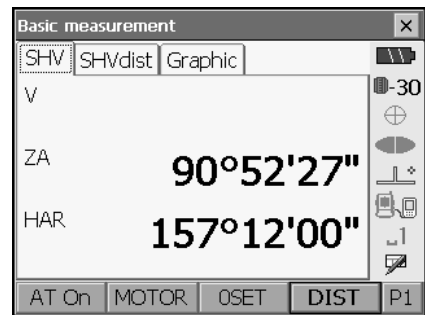 Basic measurement
SHV SHVdist Graphic
-30
V
ZA 90°52'27"
HAR 157°12'00"
1
AT On MOTOR 0SET DIST P1